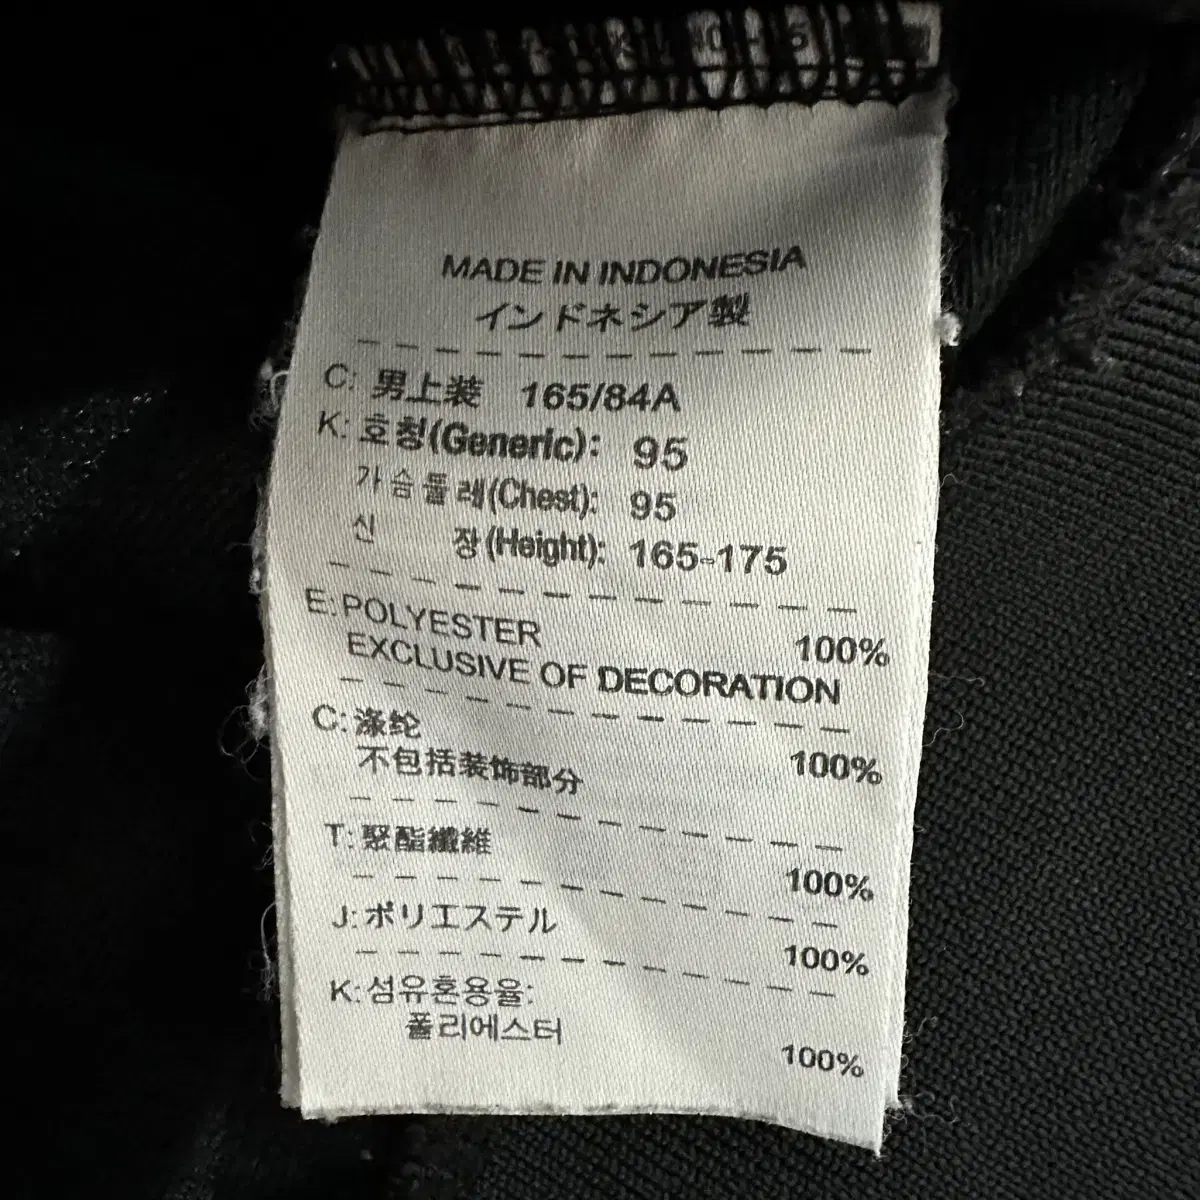 MADE IN INDONESIA
インドネシア製
C: 男上装 165/84A
K: 호칭(Generic): 95
가슴둘레(Chest): 95
신 장(Height): 165-175
E: POLYESTER 100%
EXCLUSIVE OF DECORATION
C: 涤纶 100%
不包括装饰部分
T: 聚酯纖維 100%
J: ポリエステル 100%
K: 섬유혼용율:
폴리에스터 100%